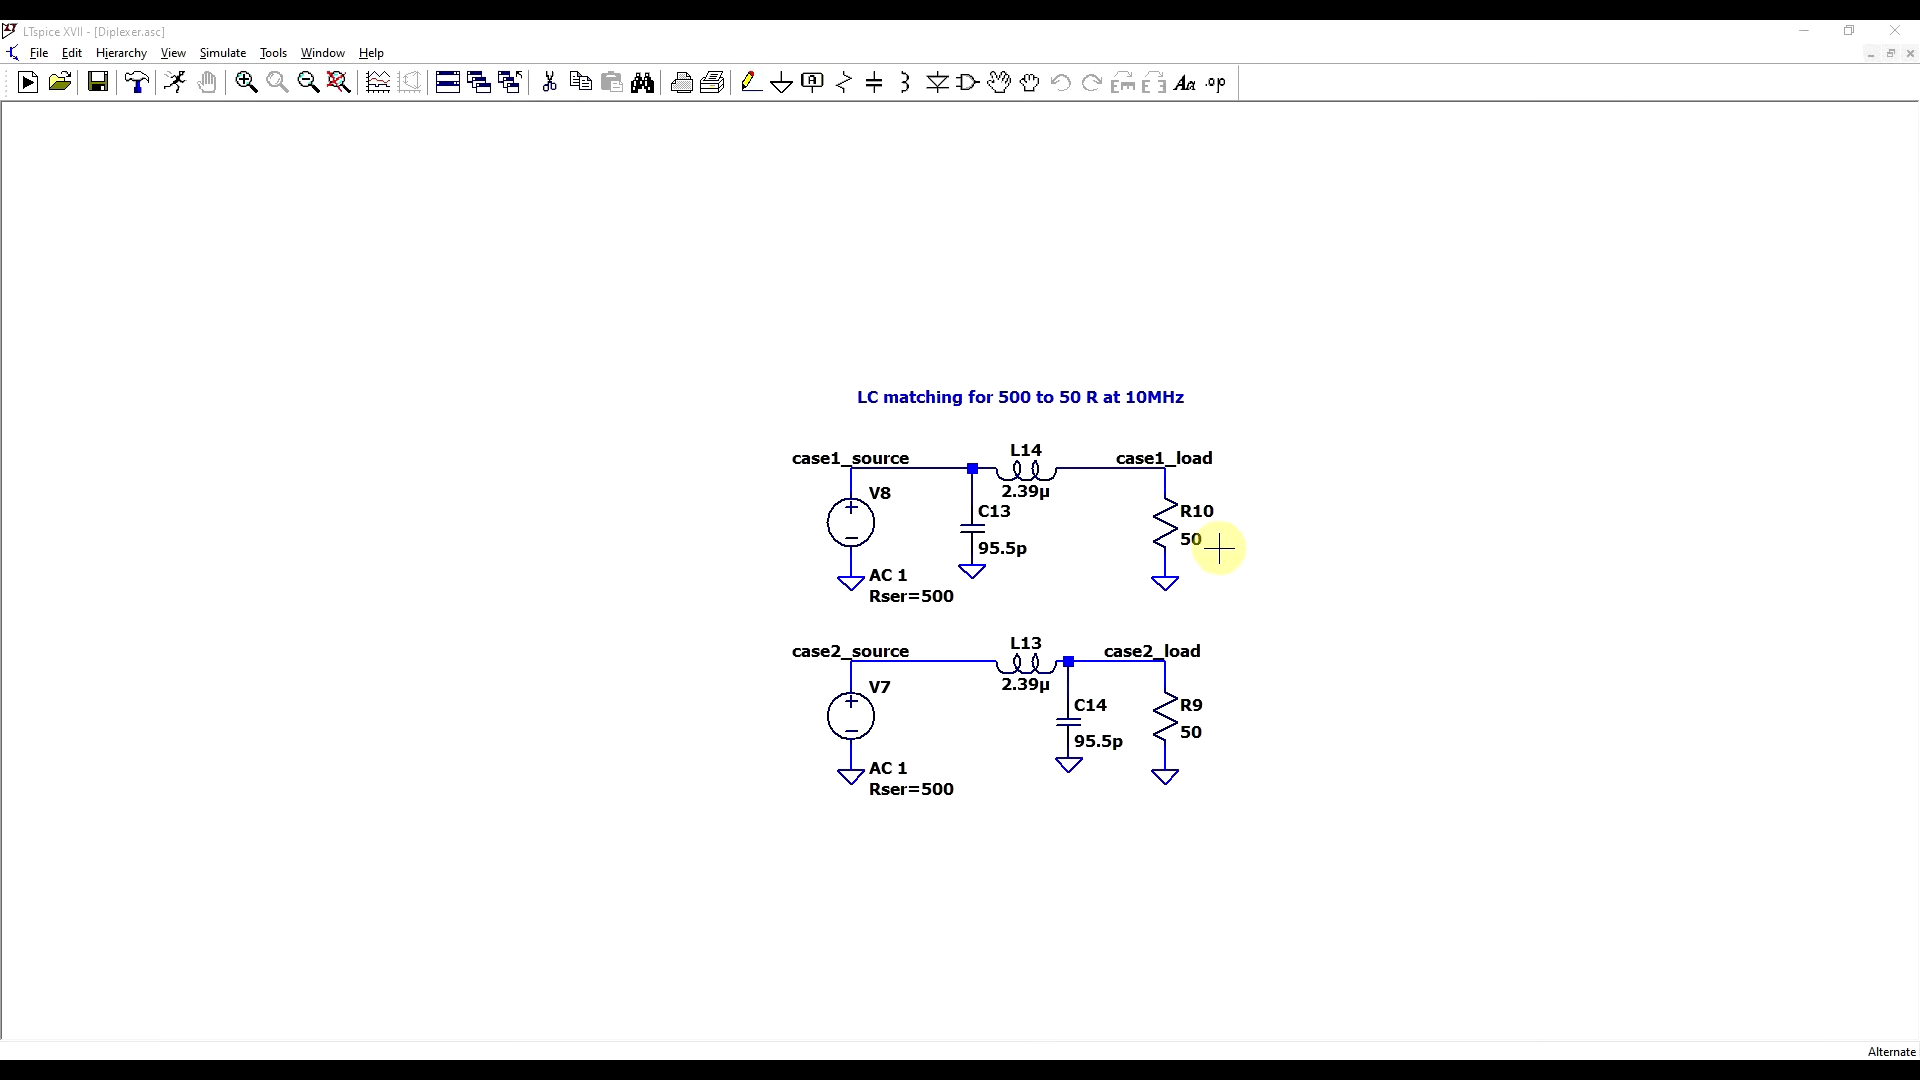 LTspice XVII - [Diplexer.asc]
File Edit Hierarchy View Simulate Tools Window Help
A Aa .op
LC matching for 500 to 50 R at 10MHz
case1_source L14 case1_load
V8 2.39µ
C13 R10
95.5p 50
AC 1
Rser=500
case2_source L13 case2_load
V7 2.39µ
C14 R9
95.5p 50
AC 1
Rser=500
Alternate